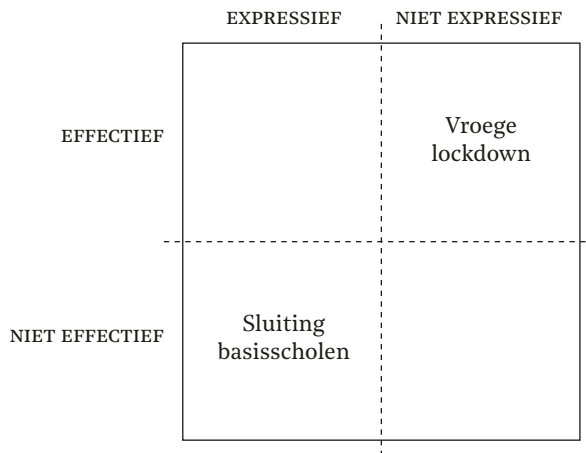 EXPRESSIEF NIET EXPRESSIEF
EFFECTIEF
Vroege
lockdown
NIET EFFECTIEF
Sluiting
basisscholen